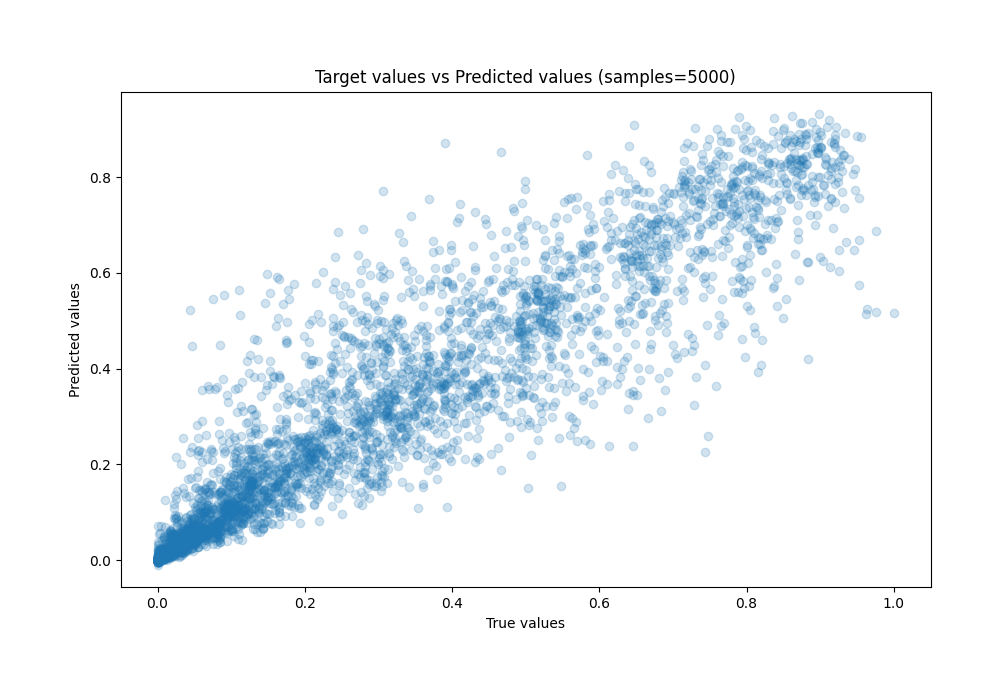 Target values vs Predicted values (samples=5000)
Predicted values
0.8
0.6
0.4
0.2
0.0
0.0 0.2 0.4 0.6 0.8 1.0
True values